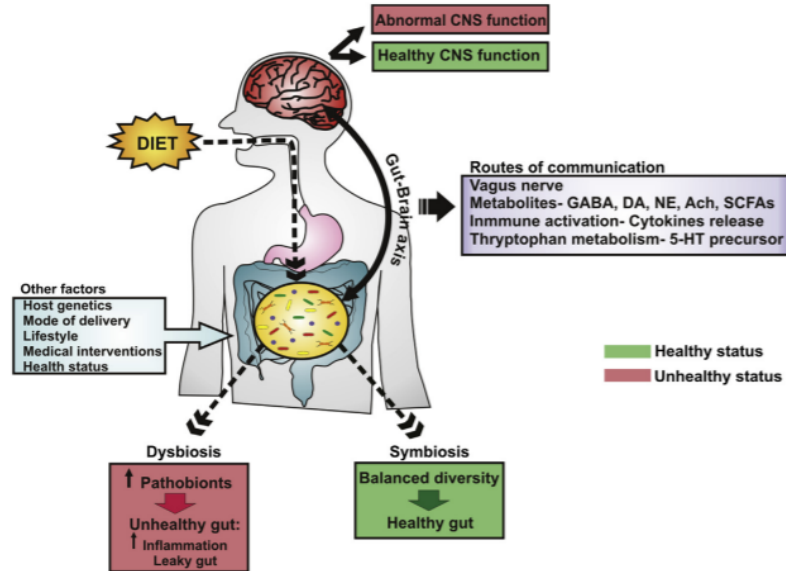 Abnormal CNS function
Healthy CNS function
DIET
Gut-Brain axis
Routes of communication
Vagus nerve
Metabolites- GABA, DA, NE, Ach, SCFAs
Inmmune activation- Cytokines release
Thryptophan metabolism- 5-HT precursor
Other factors
Host genetics
Mode of delivery
Lifestyle
Medical interventions
Health status
Healthy status
Unhealthy status
Dysbiosis
Pathobionts
Unhealthy gut:
Inflammation
Leaky gut
Symbiosis
Balanced diversity
Healthy gut